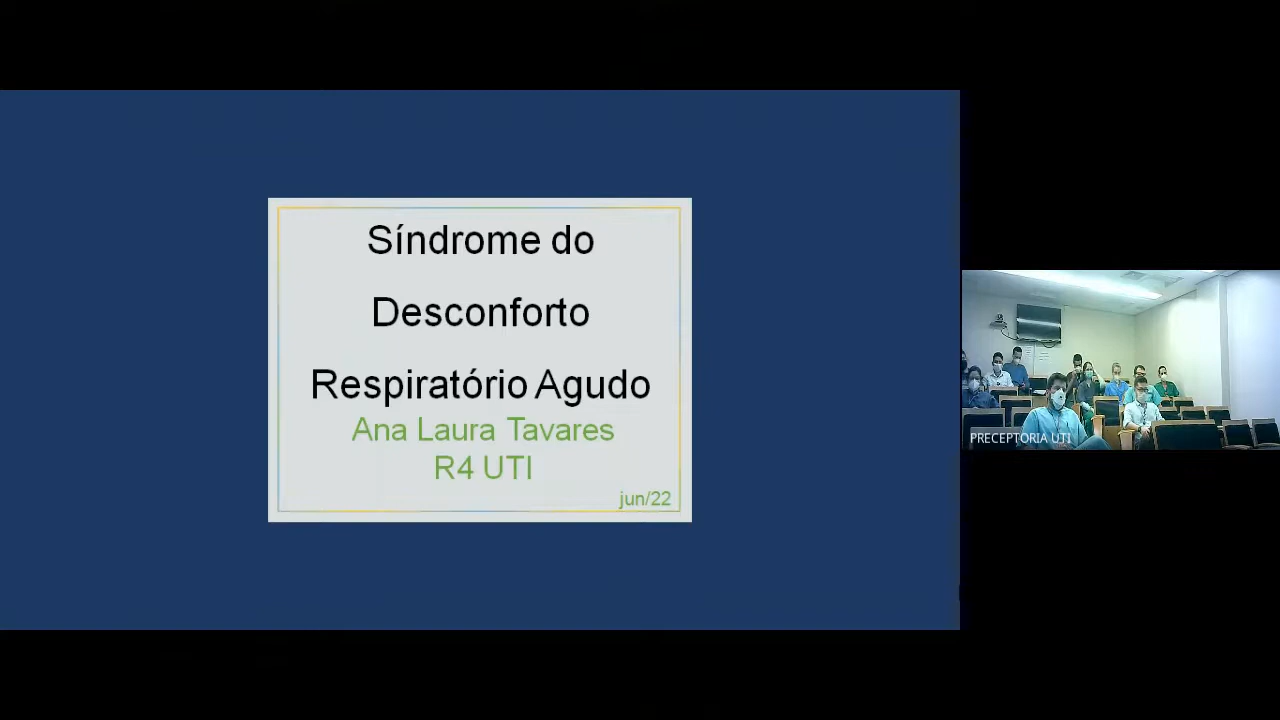 Síndrome do
Desconforto
Respiratório Agudo
Ana Laura Tavares
R4 UTI
jun/22
PRECEPTORIA UTI